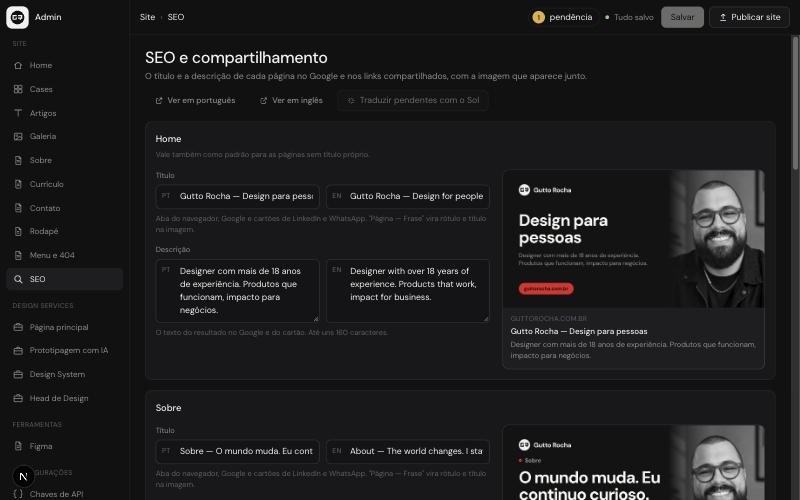 Admin
Site › SEO
1 pendência
Tudo salvo
Salvar
Publicar site
SITE
Home
Cases
Artigos
Galeria
Sobre
Currículo
Contato
Rodapé
Menu e 404
SEO
DESIGN SERVICES
Página principal
Prototipagem com IA
Design System
Head de Design
FERRAMENTAS
Figma
GURAÇÕES
Chaves de API
SEO e compartilhamento
O título e a descrição de cada página no Google e nos links compartilhados, com a imagem que aparece junto.
Ver em português
Ver em inglês
Traduzir pendentes com o Sol
Home
Vale também como padrão para as páginas sem título próprio.
Título
PT Gutto Rocha — Design para pesso
EN Gutto Rocha — Design for people
Aba do navegador, Google e cartões de LinkedIn e WhatsApp. "Página — Frase" vira rótulo e título
na imagem.
Descrição
PT Designer com mais de 18 anos
de experiência. Produtos que
funcionam, impacto para
negócios.
EN Designer with over 18 years of
experience. Products that work,
impact for business.
O texto do resultado no Google e do cartão. Até uns 160 caracteres.
Gutto Rocha
Design para
pessoas
Designer com mais de 18 anos de experiência.
Produtos que funcionam, impacto para negócios.
guttorocha.com.br
GUTTOROCHA.COM.BR
Gutto Rocha — Design para pessoas
Designer com mais de 18 anos de experiência. Produtos que funcionam,
impacto para negócios.
Sobre
Título
PT Sobre — O mundo muda. Eu cont
EN About — The world changes. I sta
Aba do navegador, Google e cartões de LinkedIn e WhatsApp. "Página — Frase" vira rótulo e título
na imagem.
Gutto Rocha
Sobre
O mundo muda. Eu
continuo curioso.